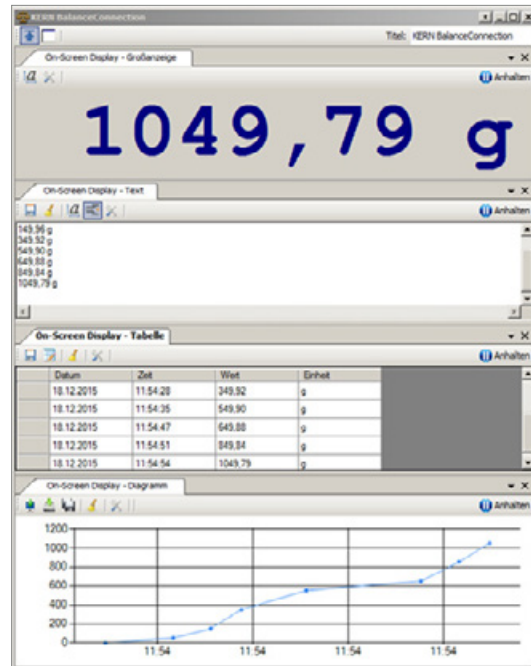 KERN BalanceConnection
Titel: KERN BalanceConnection
On-Screen Display - Großanzeige
Anhalten
1049,79 g
On-Screen Display - Text
Anhalten
149,96 g
349,92 g
549,90 g
649,88 g
849,84 g
1049,79 g
On-Screen Display - Tabelle
Anhalten
Datum Zeit Wert Einheit
18.12.2015 11:54:28 349,92 g
18.12.2015 11:54:35 549,90 g
18.12.2015 11:54:47 649,88 g
18.12.2015 11:54:51 849,84 g
18.12.2015 11:54:54 1049,79 g
On-Screen Display - Diagramm
Anhalten
1200
1000
800
600
400
200
0
11:54 11:54 11:54 11:54